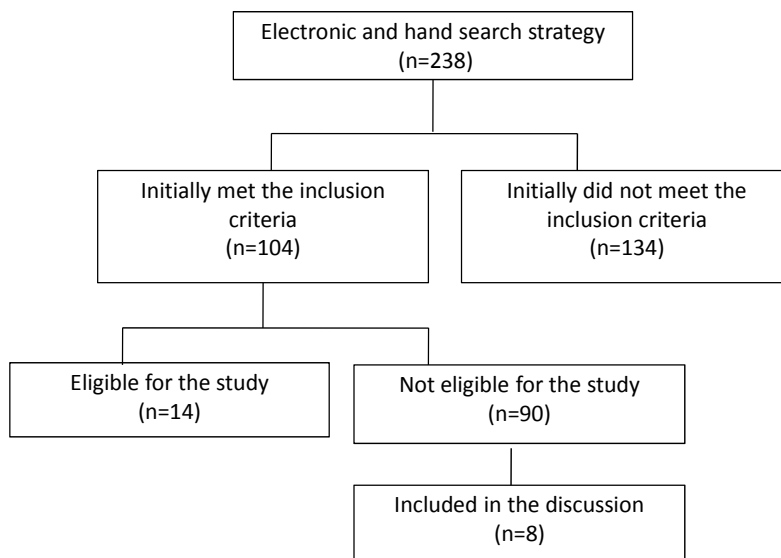 Electronic and hand search strategy
(n=238)
Initially met the inclusion
criteria
(n=104)
Initially did not meet the
inclusion criteria
(n=134)
Eligible for the study
(n=14)
Not eligible for the study
(n=90)
Included in the discussion
(n=8)